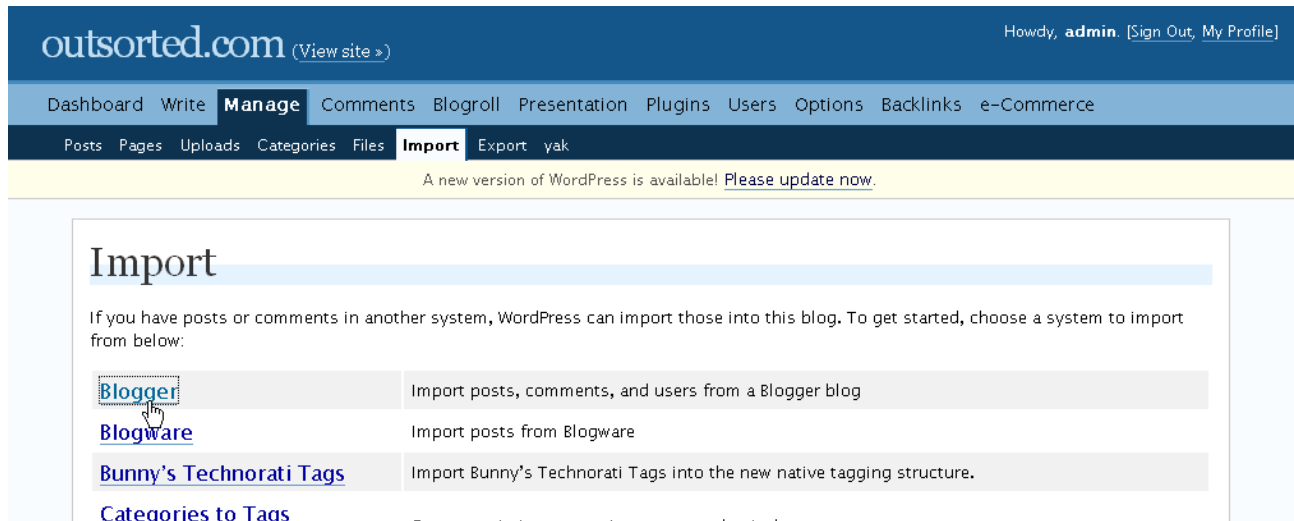 outsorted.com (View site »)
Howdy, admin. [Sign Out, My Profile]
Dashboard Write Manage Comments Blogroll Presentation Plugins Users Options Backlinks e-Commerce
Posts Pages Uploads Categories Files Import Export yak
A new version of WordPress is available! Please update now.
Import
If you have posts or comments in another system, WordPress can import those into this blog. To get started, choose a system to import
from below:
Blogger Import posts, comments, and users from a Blogger blog
Blogware Import posts from Blogware
Bunny's Technorati Tags Import Bunny's Technorati Tags into the new native tagging structure.
Categories to Tags